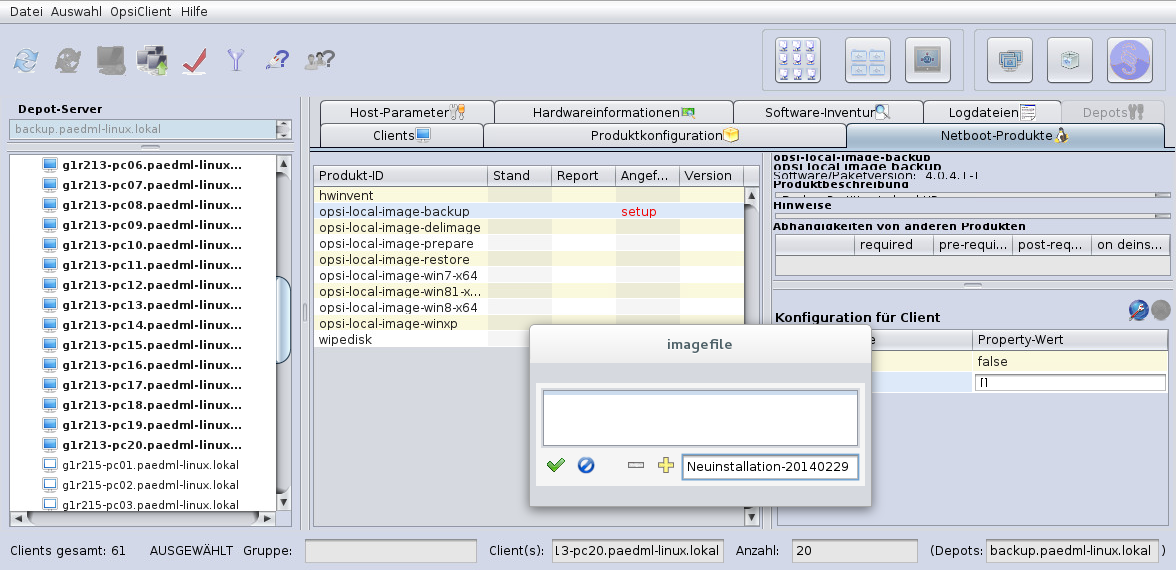 Datei Auswahl OpsiClient Hilfe
Depot-Server
backup.paedml-linux.lokal
g1r213-pc06.paedml-linux...
g1r213-pc07.paedml-linux...
g1r213-pc08.paedml-linux...
g1r213-pc09.paedml-linux...
g1r213-pc10.paedml-linux...
g1r213-pc11.paedml-linux...
g1r213-pc12.paedml-linux...
g1r213-pc13.paedml-linux...
g1r213-pc14.paedml-linux...
g1r213-pc15.paedml-linux...
g1r213-pc16.paedml-linux...
g1r213-pc17.paedml-linux...
g1r213-pc18.paedml-linux...
g1r213-pc19.paedml-linux...
g1r213-pc20.paedml-linux...
g1r215-pc01.paedml-linux.lokal
g1r215-pc02.paedml-linux.lokal
g1r215-pc03.paedml-linux.lokal
Host-Parameter Hardwareinformationen Software-Inventur Logdateien Depots
Clients Produktkonfiguration Netboot-Produkte
Produkt-ID Stand Report Angef... Version
hwinvent
opsi-local-image-backup setup
opsi-local-image-delimage
opsi-local-image-prepare
opsi-local-image-restore
opsi-local-image-win7-x64
opsi-local-image-win81-x...
opsi-local-image-win8-x64
opsi-local-image-winxp
wipedisk
opsi-local-image-backup
opsi local image backup
Software/Paketversion: 4.0.4.1-1
Produktbeschreibung
Hinweise
Abhängigkeiten von anderen Produkten
required pre-requi... post-req... on deins...
Konfiguration für Client
Property-Wert
false
[]
imagefile
Neuinstallation-20140229
Clients gesamt: 61 AUSGEWÄHLT Gruppe: Client(s): 13-pc20.paedml-linux.lokal Anzahl: 20 (Depots: backup.paedml-linux.lokal )